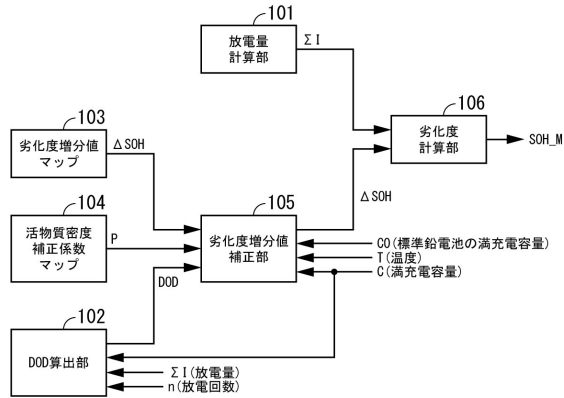 101
放電量
計算部
ΣI
106
劣化度
計算部
SOH_M
103
劣化度増分値
マップ
ΔSOH
ΔSOH
104
活物質密度
補正係数
マップ
P
105
劣化度増分値
補正部
DOD
C0(標準鉛電池の満充電容量)
T(温度)
C(満充電容量)
102
DOD算出部
ΣI(放電量)
n(放電回数)